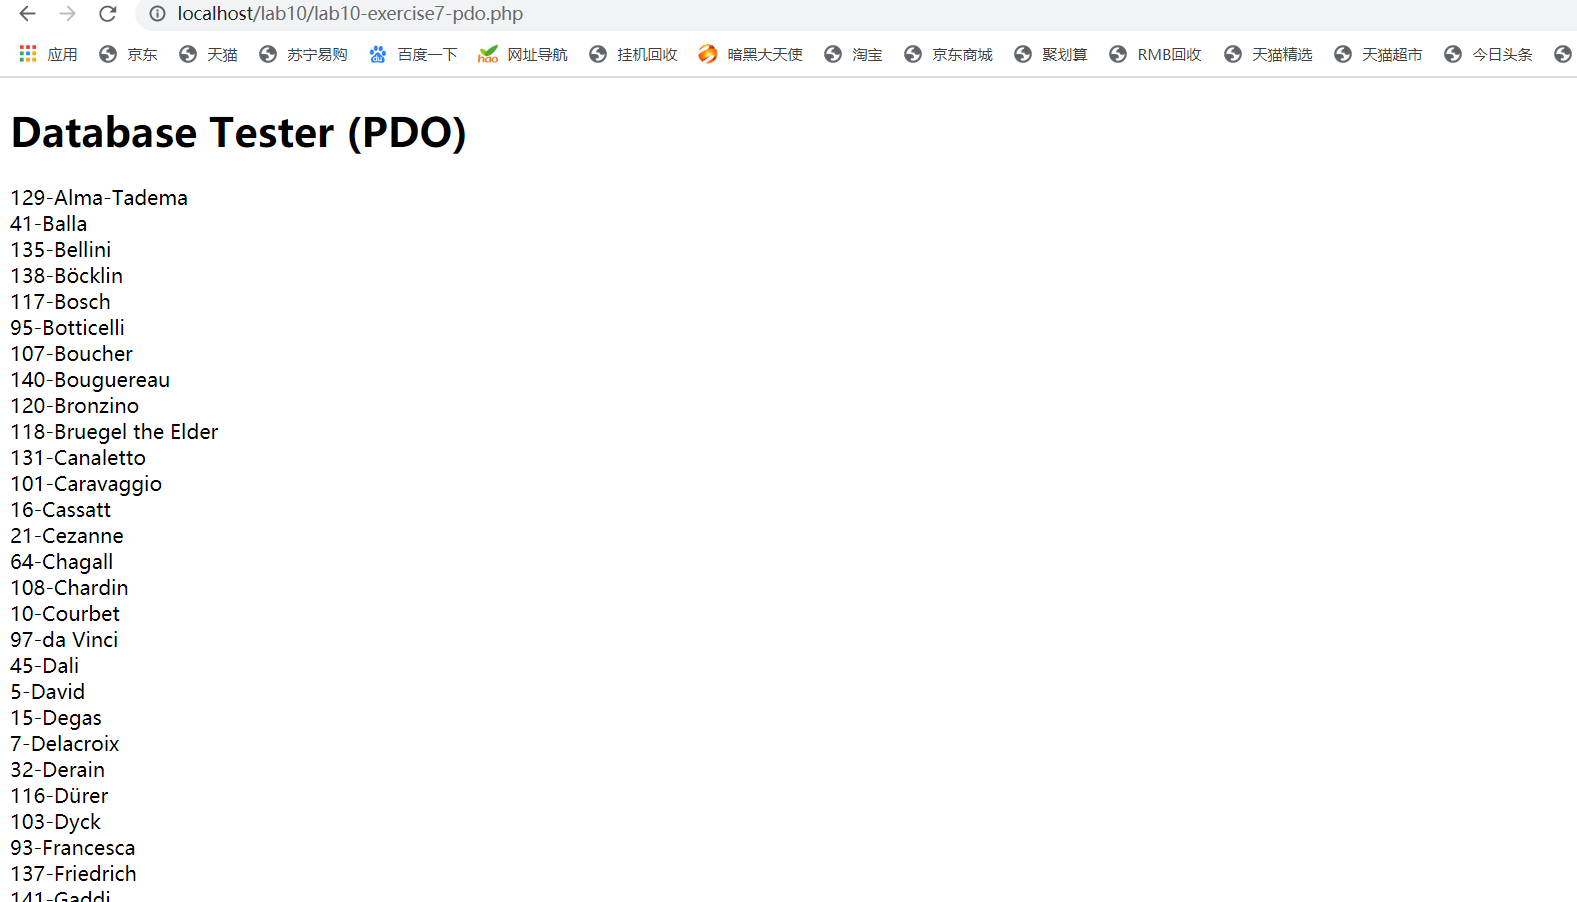 localhost/lab10/lab10-exercise7-pdo.php
应用 京东 天猫 苏宁易购 百度一下 网址导航 挂机回收 暗黑大天使 淘宝 京东商城 聚划算 RMB回收 天猫精选 天猫超市 今日头条
Database Tester (PDO)
129-Alma-Tadema
41-Balla
135-Bellini
138-Böcklin
117-Bosch
95-Botticelli
107-Boucher
140-Bouguereau
120-Bronzino
118-Bruegel the Elder
131-Canaletto
101-Caravaggio
16-Cassatt
21-Cezanne
64-Chagall
108-Chardin
10-Courbet
97-da Vinci
45-Dali
5-David
15-Degas
7-Delacroix
32-Derain
116-Dürer
103-Dyck
93-Francesca
137-Friedrich
141-Gaddi